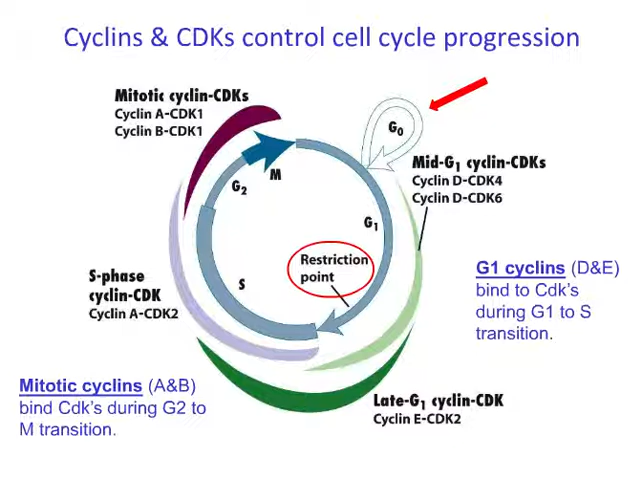 Cyclins & CDKs control cell cycle progression
Mitotic cyclin-CDKs
Cyclin A-CDK1
Cyclin B-CDK1
G0
Mid-G1 cyclin-CDKs
Cyclin D-CDK4
Cyclin D-CDK6
M
G2
G1
Restriction
point
S
S-phase
cyclin-CDK
Cyclin A-CDK2
G1 cyclins (D&E)
bind to Cdk's
during G1 to S
transition.
Mitotic cyclins (A&B)
bind Cdk's during G2 to
M transition.
Late-G1 cyclin-CDK
Cyclin E-CDK2